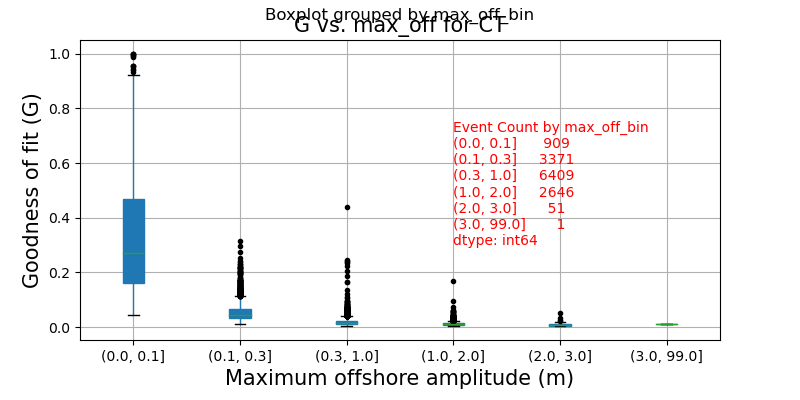 Boxplot grouped by max_off_bin
G vs. max_off for CT
Goodness of fit (G)
1.0
0.8
0.6
0.4
0.2
0.0
Event Count by max_off_bin
(0.0, 0.1] 909
(0.1, 0.3] 3371
(0.3, 1.0] 6409
(1.0, 2.0] 2646
(2.0, 3.0] 51
(3.0, 99.0] 1
dtype: int64
(0.0, 0.1] (0.1, 0.3] (0.3, 1.0] (1.0, 2.0] (2.0, 3.0] (3.0, 99.0]
Maximum offshore amplitude (m)